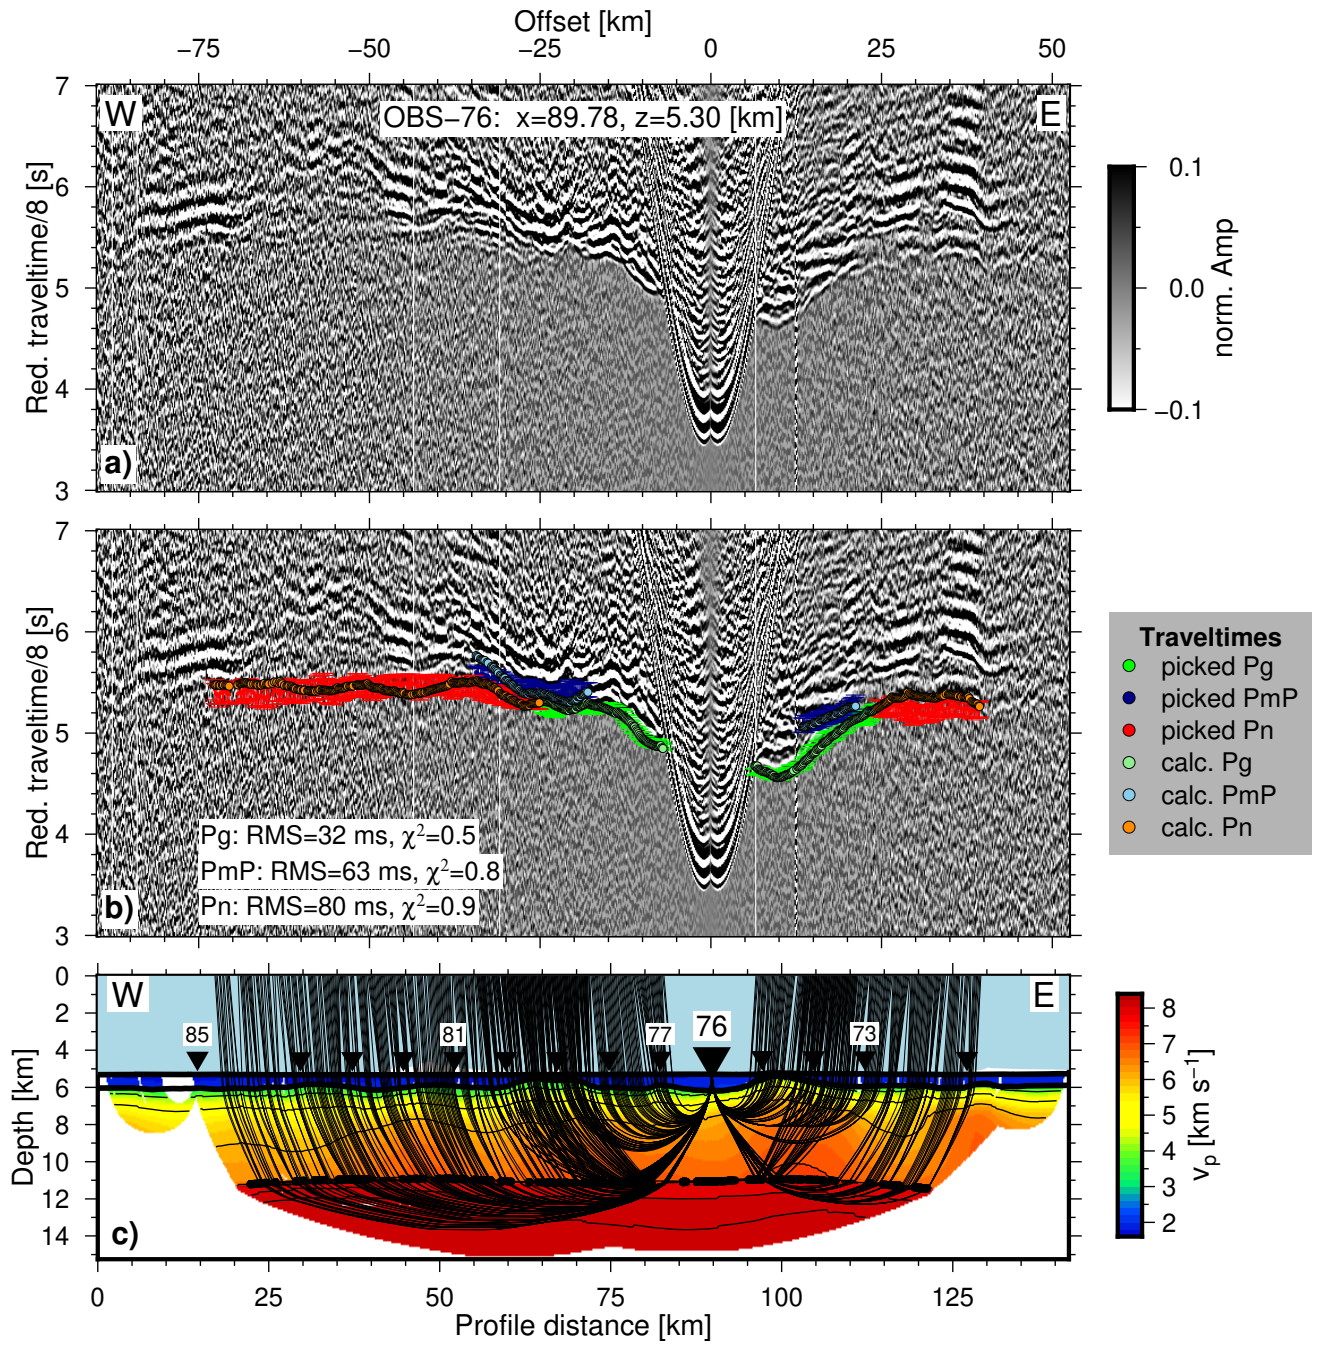 Offset [km]
−75 −50 −25 0 25 50
7
6
5
4
3
Red. traveltime/8 [s]
W
OBS−76: x=89.78, z=5.30 [km]
E
a)
0.1
0.0
−0.1
norm. Amp
7
6
5
4
3
Red. traveltime/8 [s]
Pg: RMS=32 ms, χ²=0.5
PmP: RMS=63 ms, χ²=0.8
Pn: RMS=80 ms, χ²=0.9
b)
Traveltimes
picked Pg
picked PmP
picked Pn
calc. Pg
calc. PmP
calc. Pn
0
2
4
6
8
10
12
14
Depth [km]
W
E
85 81 77 76 73
c)
8
7
6
5
4
3
2
vp [km s⁻¹]
0 25 50 75 100 125
Profile distance [km]